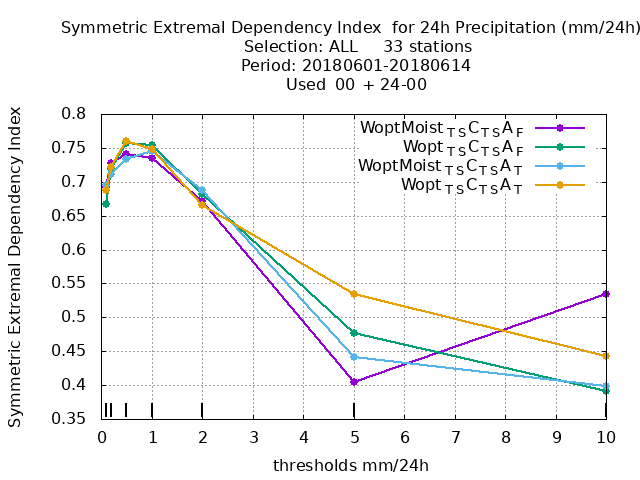 Symmetric Extremal Dependency Index  for 24h Precipitation (mm/24h)
Selection: ALL     33 stations
Period: 20180601-20180614
Used  00 + 24-00
Symmetric Extremal Dependency Index
0.8
0.75
0.7
0.65
0.6
0.55
0.5
0.45
0.4
0.35
WoptMoist TS C TS A F
Wopt TS C TS A F
WoptMoist TS C TS A T
Wopt TS C TS A T
0 1 2 3 4 5 6 7 8 9 10
thresholds mm/24h